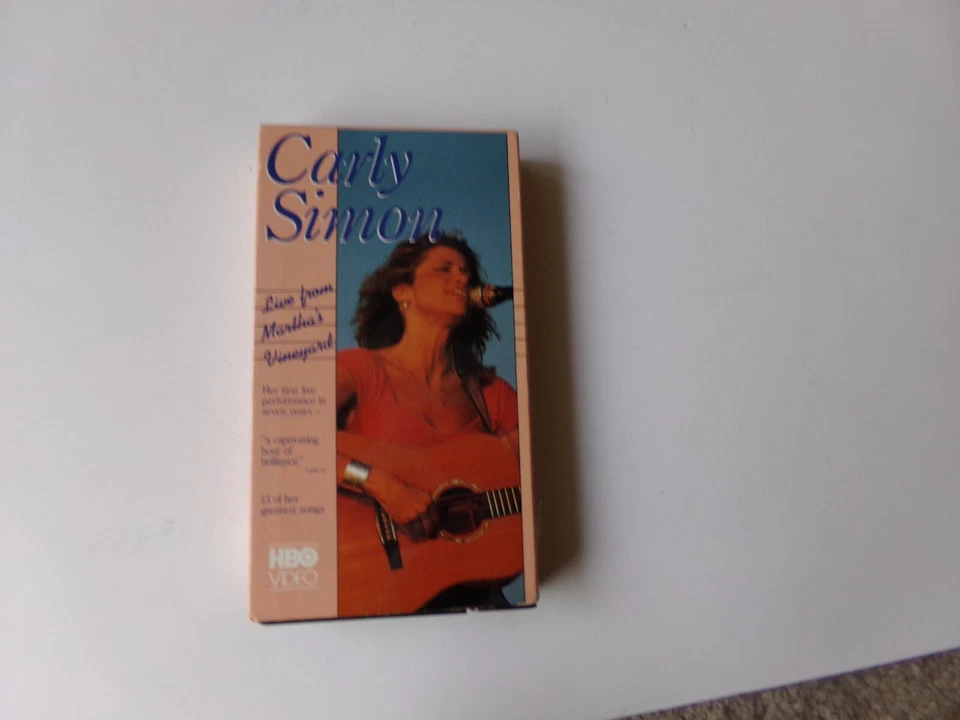 Carly
Simon
Live from
Martha's
Vineyard
Her first live
performance in
seven years –
"a captivating
hour of
brilliance"
13 of her
greatest songs
HBO
VIDEO